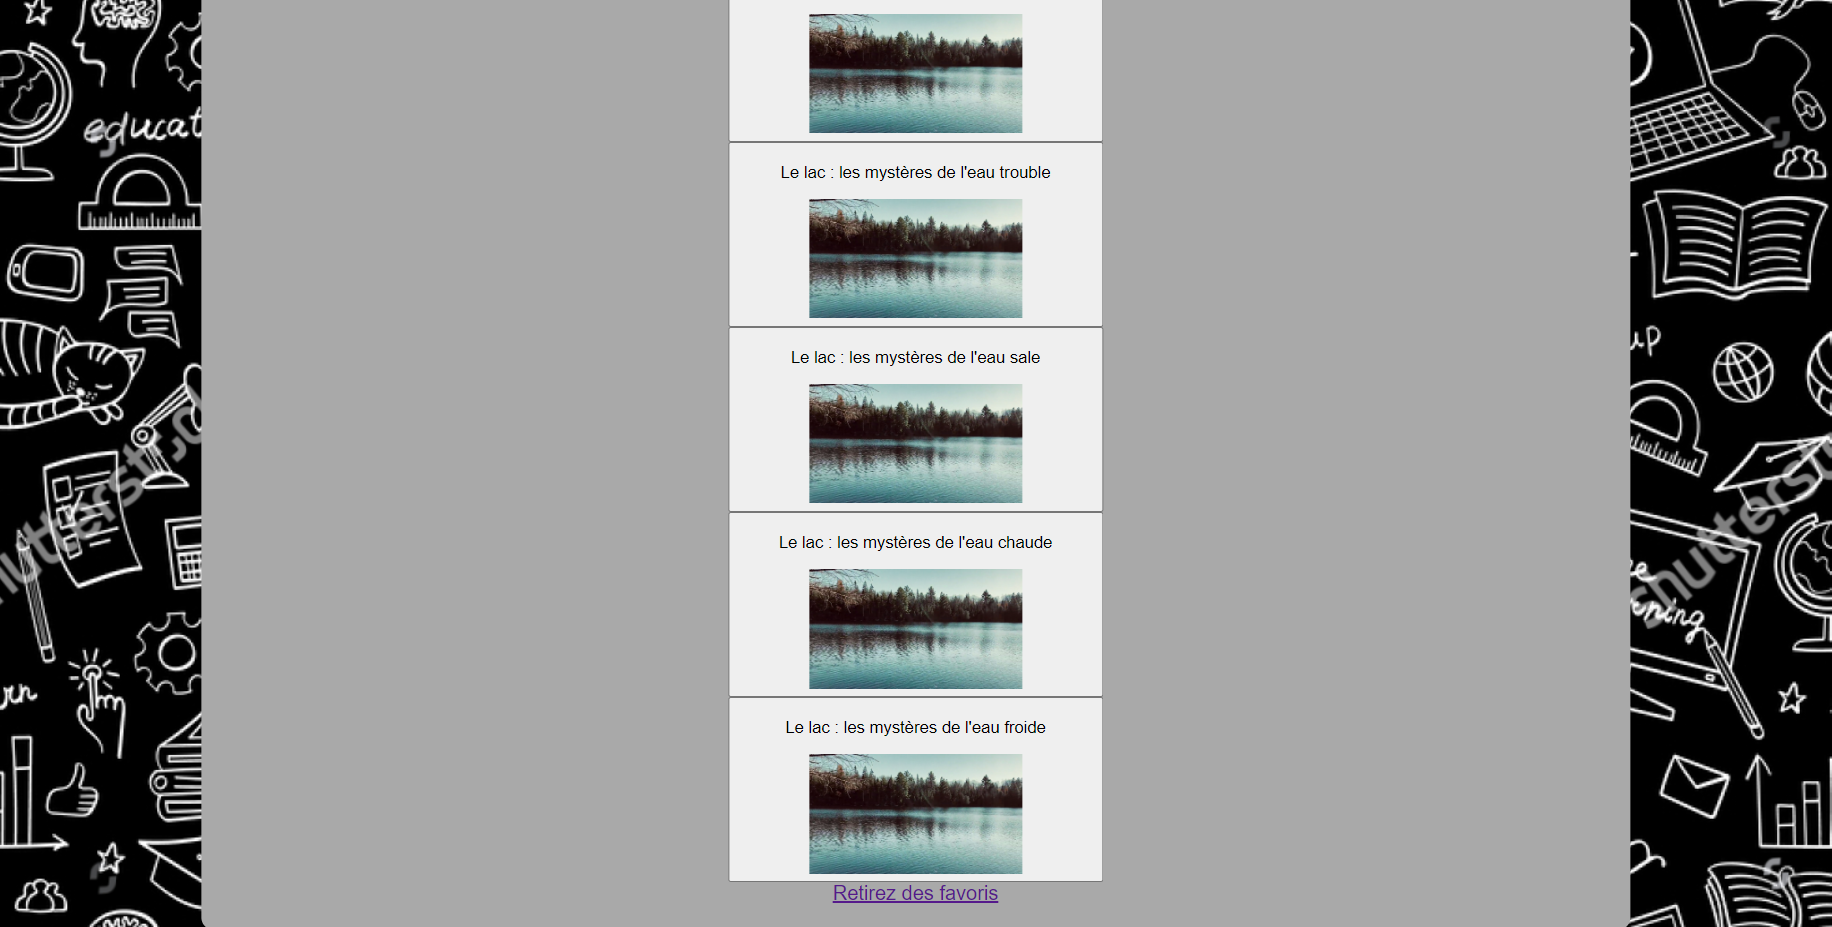 educat
Le lac : les mystères de l'eau trouble
up
Le lac : les mystères de l'eau sale
shutterst
Le lac : les mystères de l'eau chaude
Le lac : les mystères de l'eau froide
Retirez des favoris